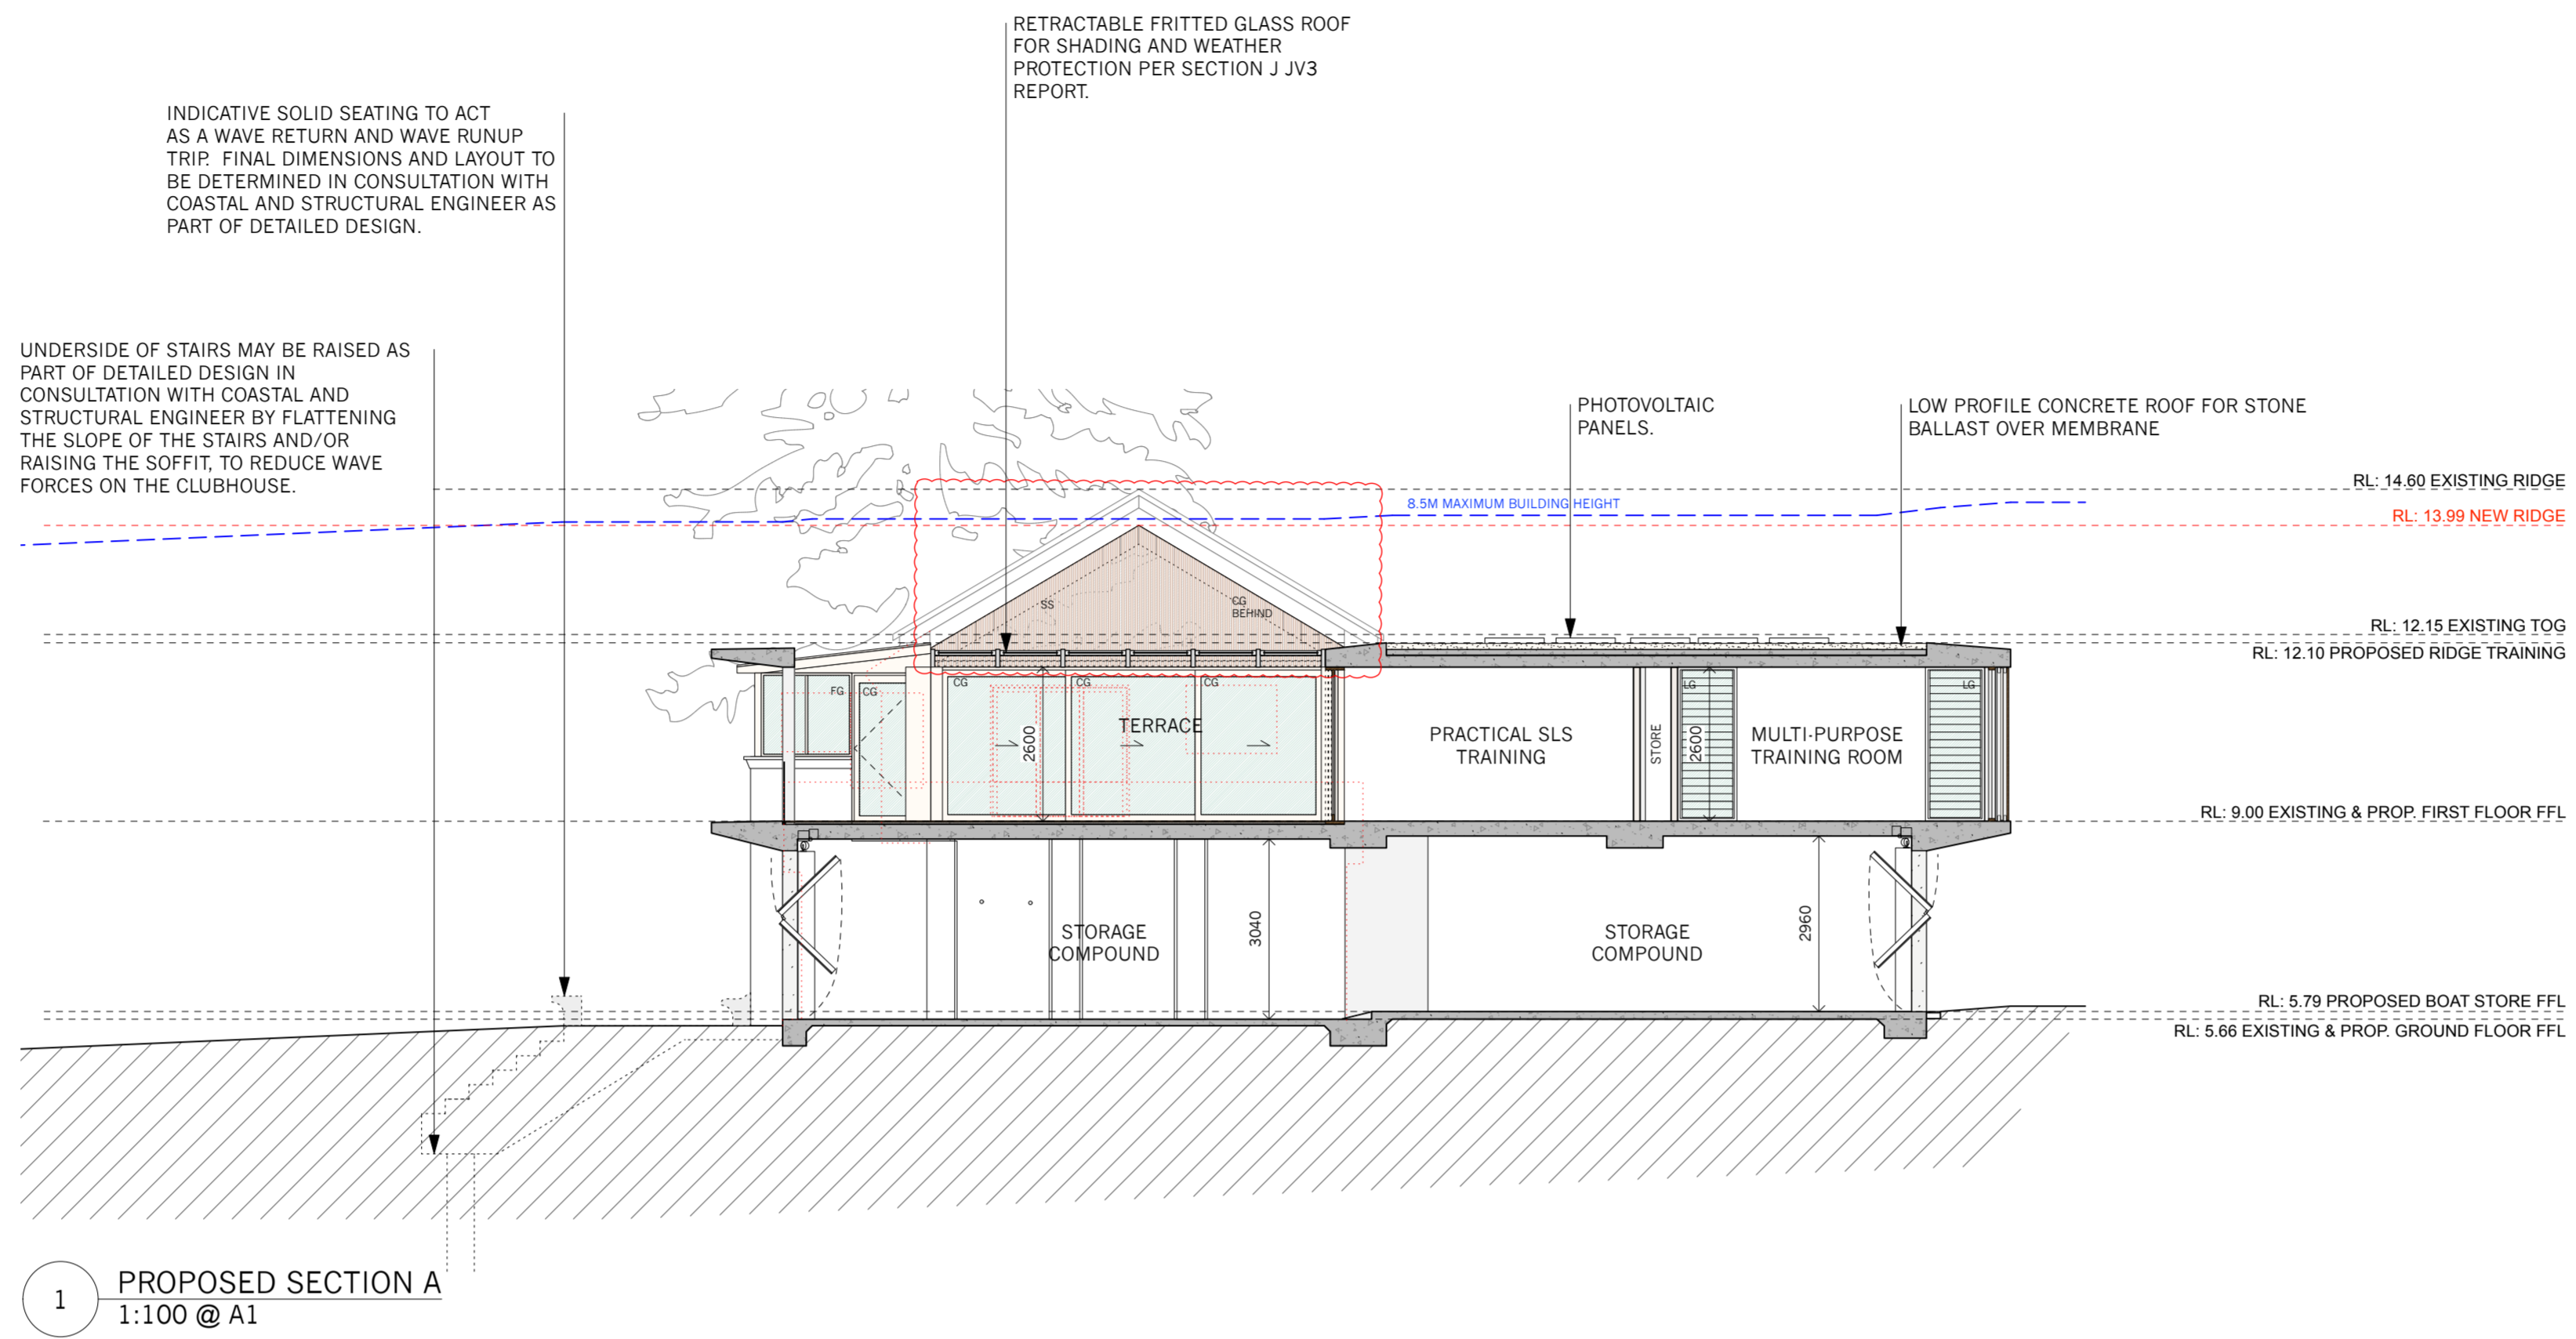 RETRACTABLE FRITTED GLASS ROOF
FOR SHADING AND WEATHER
PROTECTION PER SECTION J JV3
REPORT.
INDICATIVE SOLID SEATING TO ACT
AS A WAVE RETURN AND WAVE RUNUP
TRIP. FINAL DIMENSIONS AND LAYOUT TO
BE DETERMINED IN CONSULTATION WITH
COASTAL AND STRUCTURAL ENGINEER AS
PART OF DETAILED DESIGN.
UNDERSIDE OF STAIRS MAY BE RAISED AS
PART OF DETAILED DESIGN IN
CONSULTATION WITH COASTAL AND
STRUCTURAL ENGINEER BY FLATTENING
THE SLOPE OF THE STAIRS AND/OR
RAISING THE SOFFIT, TO REDUCE WAVE
FORCES ON THE CLUBHOUSE.
PHOTOVOLTAIC
PANELS.
LOW PROFILE CONCRETE ROOF FOR STONE
BALLAST OVER MEMBRANE
RL: 14.60 EXISTING RIDGE
8.5M MAXIMUM BUILDING HEIGHT
RL: 13.99 NEW RIDGE
SS
CG
BEHIND
RL: 12.15 EXISTING TOG
RL: 12.10 PROPOSED RIDGE TRAINING
FG
CG
CG
CG
CG
LG
LG
TERRACE
2600
PRACTICAL SLS
TRAINING
STORE
2600
MULTI-PURPOSE
TRAINING ROOM
RL: 9.00 EXISTING & PROP. FIRST FLOOR FFL
STORAGE
COMPOUND
3040
STORAGE
COMPOUND
2960
RL: 5.79 PROPOSED BOAT STORE FFL
RL: 5.66 EXISTING & PROP. GROUND FLOOR FFL
1
PROPOSED SECTION A
1:100 @ A1